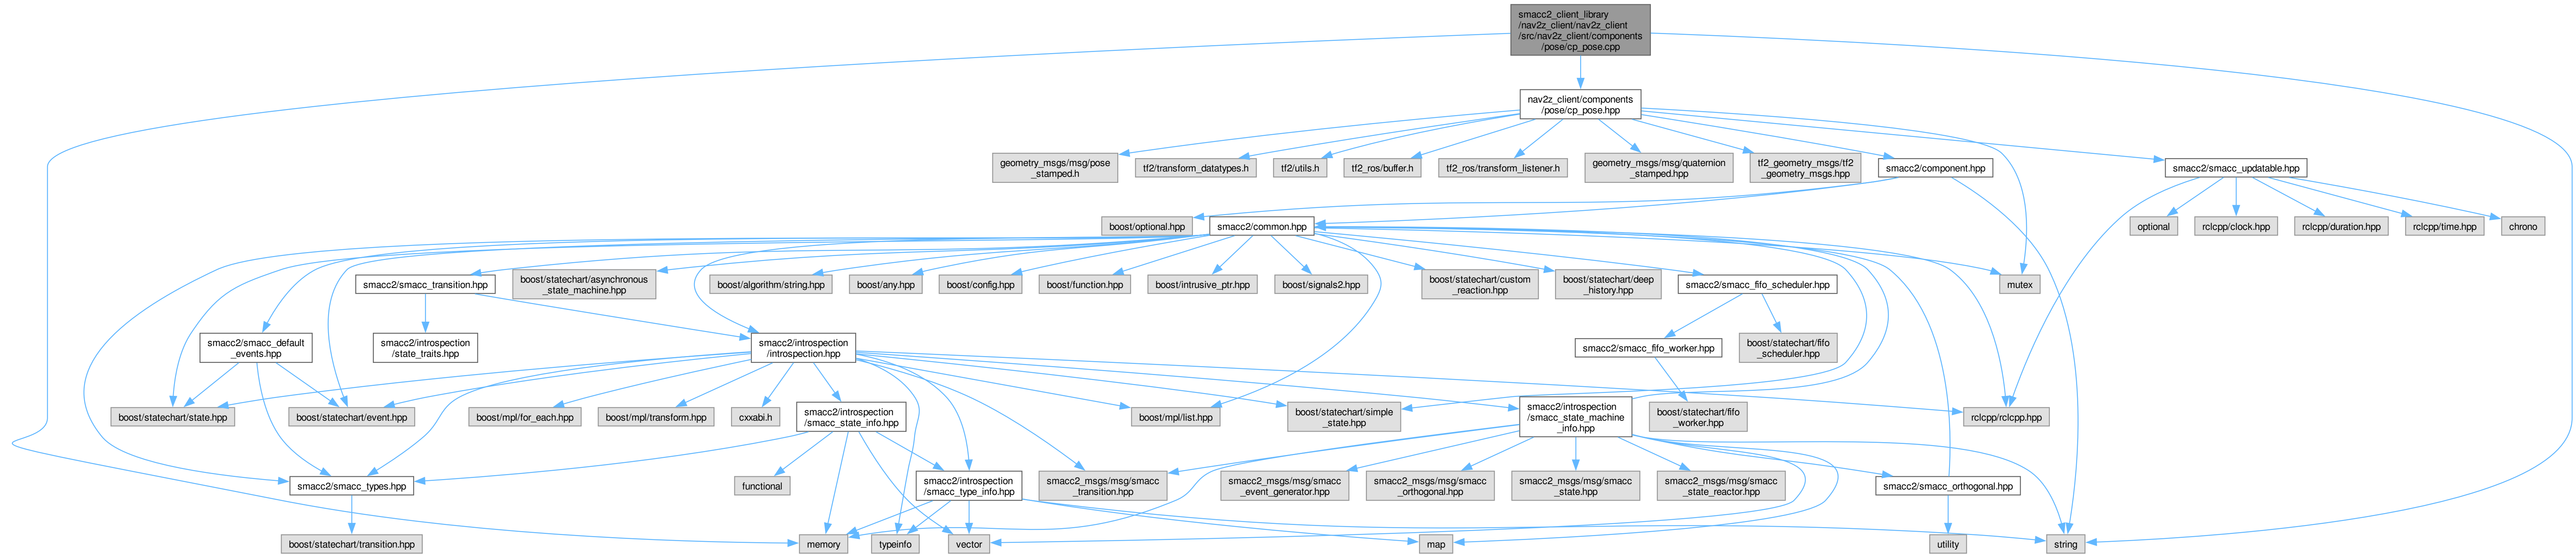 smacc2_client_library
/nav2z_client/nav2z_client
/src/nav2z_client/components
/pose/cp_pose.cpp
nav2z_client/components
/pose/cp_pose.hpp
geometry_msgs/msg/pose
_stamped.h
tf2/transform_datatypes.h
tf2/utils.h
tf2_ros/buffer.h
tf2_ros/transform_listener.h
geometry_msgs/msg/quaternion
_stamped.hpp
tf2_geometry_msgs/tf2
_geometry_msgs.hpp
smacc2/component.hpp
smacc2/smacc_updatable.hpp
boost/optional.hpp
smacc2/common.hpp
optional
rclcpp/clock.hpp
rclcpp/duration.hpp
rclcpp/time.hpp
chrono
smacc2/smacc_transition.hpp
boost/statechart/asynchronous
_state_machine.hpp
boost/algorithm/string.hpp
boost/any.hpp
boost/config.hpp
boost/function.hpp
boost/intrusive_ptr.hpp
boost/signals2.hpp
boost/statechart/custom
_reaction.hpp
boost/statechart/deep
_history.hpp
smacc2/smacc_fifo_scheduler.hpp
mutex
smacc2/smacc_default
_events.hpp
smacc2/introspection
/state_traits.hpp
smacc2/introspection
/introspection.hpp
smacc2/smacc_fifo_worker.hpp
boost/statechart/fifo
_scheduler.hpp
boost/statechart/state.hpp
boost/statechart/event.hpp
boost/mpl/for_each.hpp
boost/mpl/transform.hpp
cxxabi.h
smacc2/introspection
/smacc_state_info.hpp
boost/mpl/list.hpp
boost/statechart/simple
_state.hpp
smacc2/introspection
/smacc_state_machine
_info.hpp
boost/statechart/fifo
_worker.hpp
rclcpp/rclcpp.hpp
smacc2/smacc_types.hpp
functional
smacc2/introspection
/smacc_type_info.hpp
smacc2_msgs/msg/smacc
_transition.hpp
smacc2_msgs/msg/smacc
_event_generator.hpp
smacc2_msgs/msg/smacc
_orthogonal.hpp
smacc2_msgs/msg/smacc
_state.hpp
smacc2_msgs/msg/smacc
_state_reactor.hpp
smacc2/smacc_orthogonal.hpp
boost/statechart/transition.hpp
memory
typeinfo
vector
map
utility
string